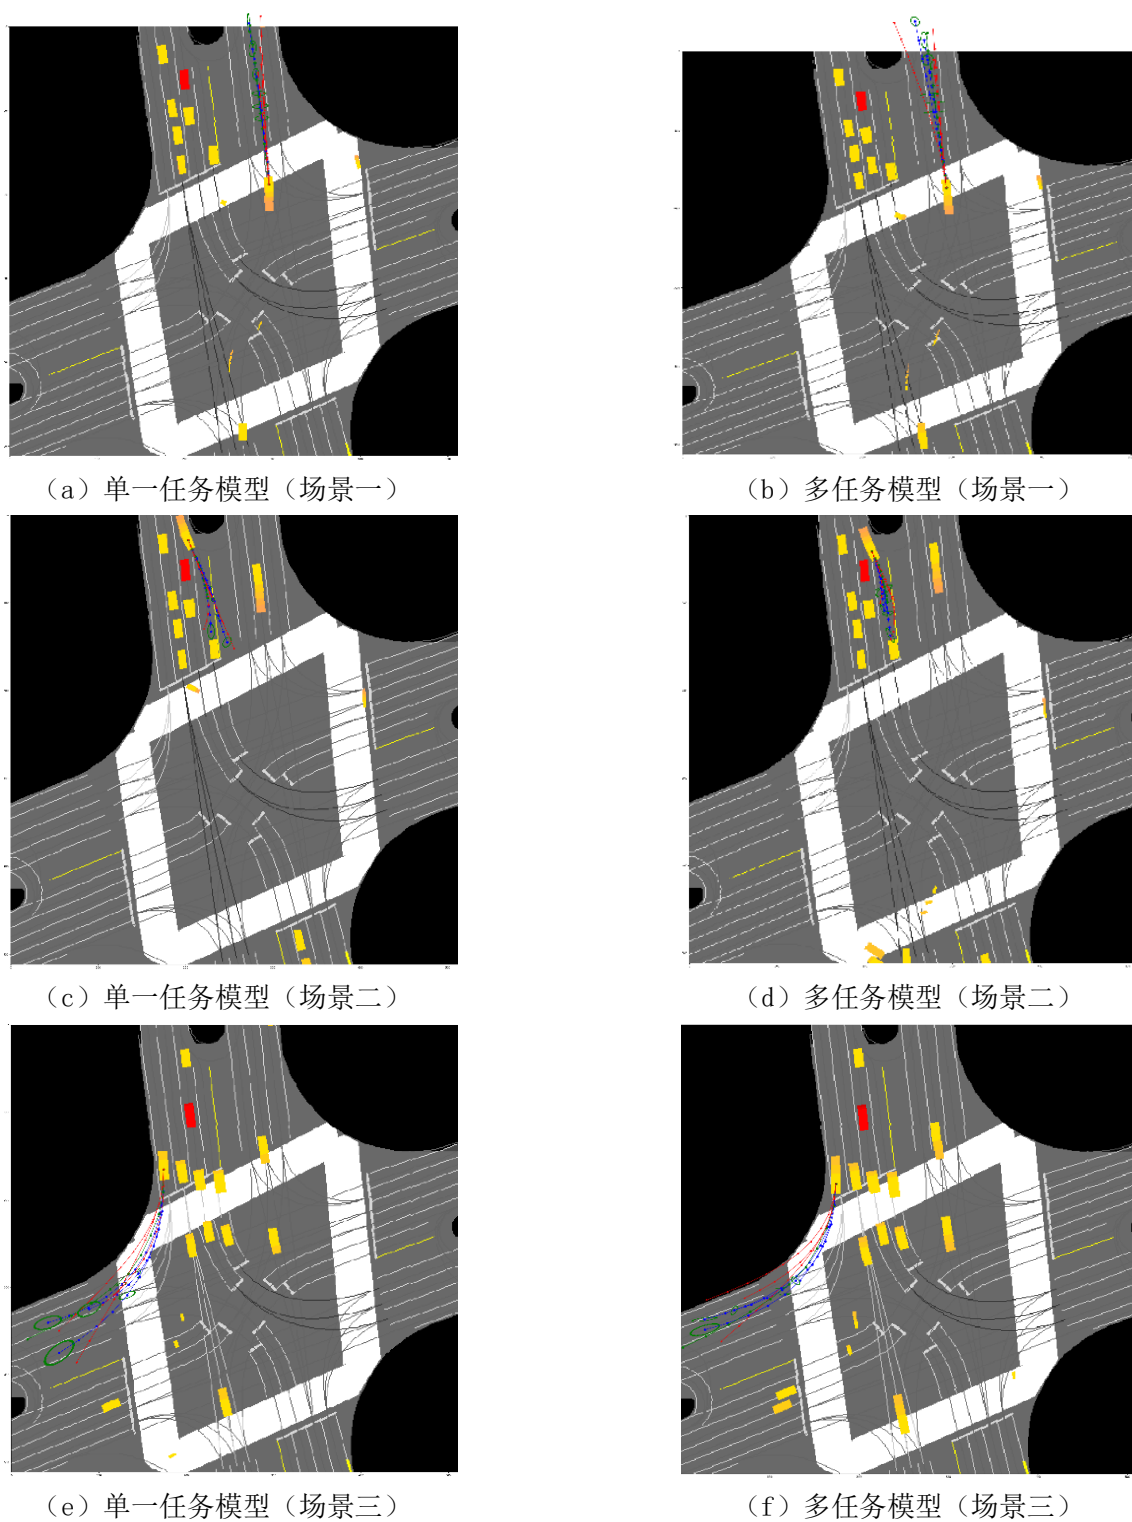 (a) 单一任务模型（场景一）
(b) 多任务模型（场景一）
(c) 单一任务模型（场景二）
(d) 多任务模型（场景二）
(e) 单一任务模型（场景三）
(f) 多任务模型（场景三）